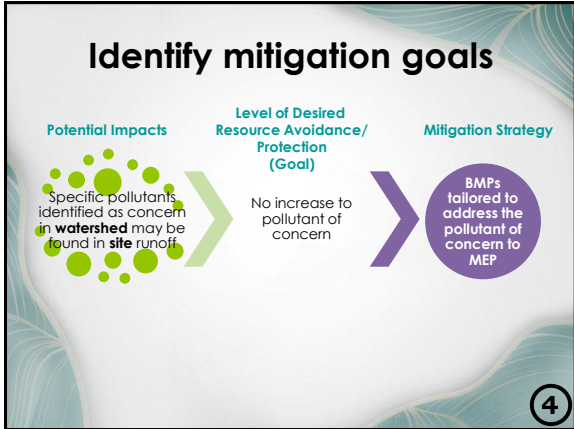 Identify mitigation goals
Potential Impacts
Specific pollutants
identified as concern
in watershed may be
found in site runoff
Level of Desired
Resource Avoidance/
Protection
(Goal)
No increase to
pollutant of
concern
Mitigation Strategy
BMPs
tailored to
address the
pollutant of
concern to
MEP
4